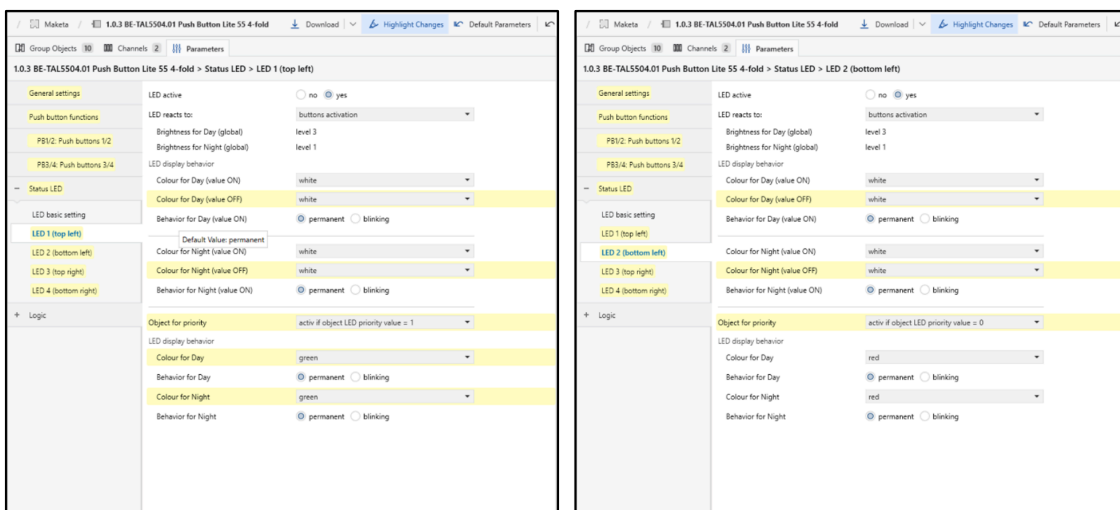 / Maketa / 1.0.3 BE-TAL5504.01 Push Button Lite 55 4-fold Download Highlight Changes Default Parameters
Group Objects 10 Channels 2 Parameters
1.0.3 BE-TAL5504.01 Push Button Lite 55 4-fold > Status LED > LED 1 (top left)
General settings
Push button functions
PB1/2: Push buttons 1/2
PB3/4: Push buttons 3/4
− Status LED
LED basic setting
LED 1 (top left)
LED 2 (bottom left)
LED 3 (top right)
LED 4 (bottom right)
+ Logic
LED active no yes
LED reacts to: buttons activation
Brightness for Day (global) level 3
Brightness for Night (global) level 1
LED display behavior
Colour for Day (value ON) white
Colour for Day (value OFF) white
Behavior for Day (value ON) permanent blinking
Default Value: permanent
Colour for Night (value ON) white
Colour for Night (value OFF) white
Behavior for Night (value ON) permanent blinking
Object for priority activ if object LED priority value = 1
LED display behavior
Colour for Day green
Behavior for Day permanent blinking
Colour for Night green
Behavior for Night permanent blinking
/ Maketa / 1.0.3 BE-TAL5504.01 Push Button Lite 55 4-fold Download Highlight Changes Default Parameters
Group Objects 10 Channels 2 Parameters
1.0.3 BE-TAL5504.01 Push Button Lite 55 4-fold > Status LED > LED 2 (bottom left)
General settings
Push button functions
PB1/2: Push buttons 1/2
PB3/4: Push buttons 3/4
− Status LED
LED basic setting
LED 1 (top left)
LED 2 (bottom left)
LED 3 (top right)
LED 4 (bottom right)
+ Logic
LED active no yes
LED reacts to: buttons activation
Brightness for Day (global) level 3
Brightness for Night (global) level 1
LED display behavior
Colour for Day (value ON) white
Colour for Day (value OFF) white
Behavior for Day (value ON) permanent blinking
Colour for Night (value ON) white
Colour for Night (value OFF) white
Behavior for Night (value ON) permanent blinking
Object for priority activ if object LED priority value = 0
LED display behavior
Colour for Day red
Behavior for Day permanent blinking
Colour for Night red
Behavior for Night permanent blinking